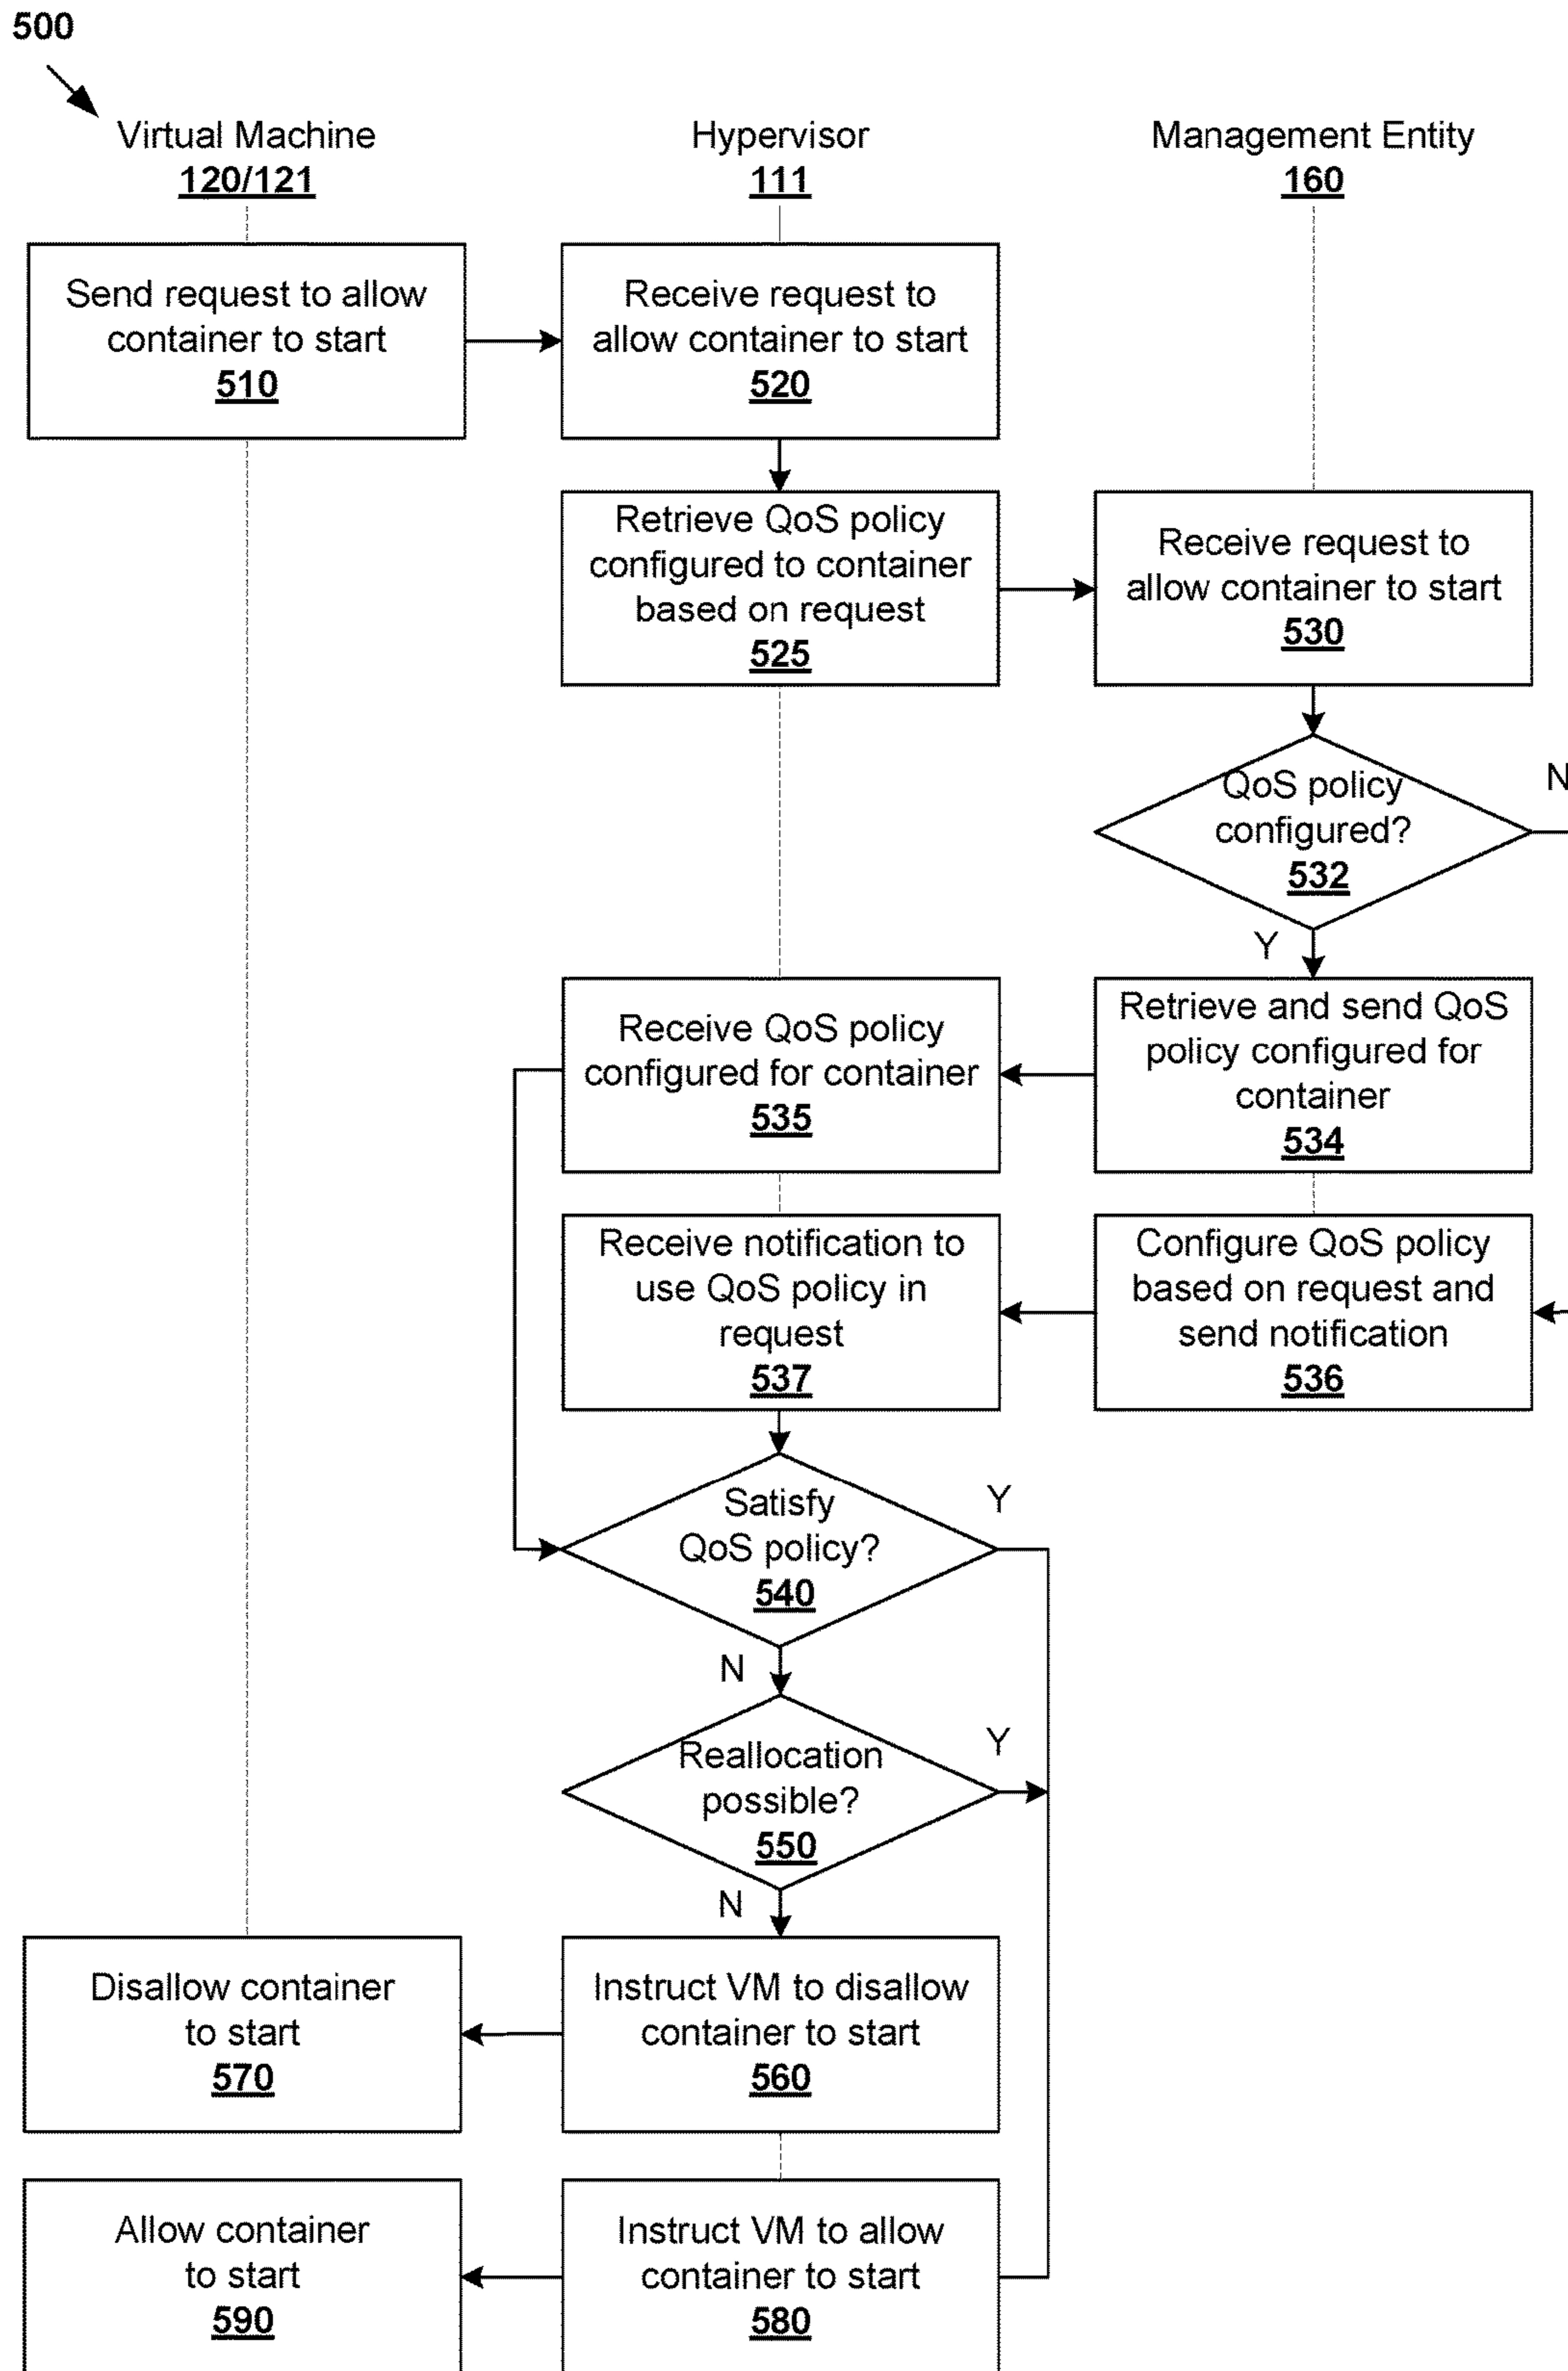 500
Virtual Machine
120/121
Hypervisor
111
Management Entity
160
Send request to allow
container to start
510
Receive request to
allow container to start
520
Retrieve QoS policy
configured to container
based on request
525
Receive request to
allow container to start
530
QoS policy
configured?
532
N
Y
Receive QoS policy
configured for container
535
Retrieve and send QoS
policy configured for
container
534
Receive notification to
use QoS policy in
request
537
Configure QoS policy
based on request and
send notification
536
Satisfy
QoS policy?
540
Y
N
Reallocation
possible?
550
Y
N
Disallow container
to start
570
Instruct VM to disallow
container to start
560
Allow container
to start
590
Instruct VM to allow
container to start
580